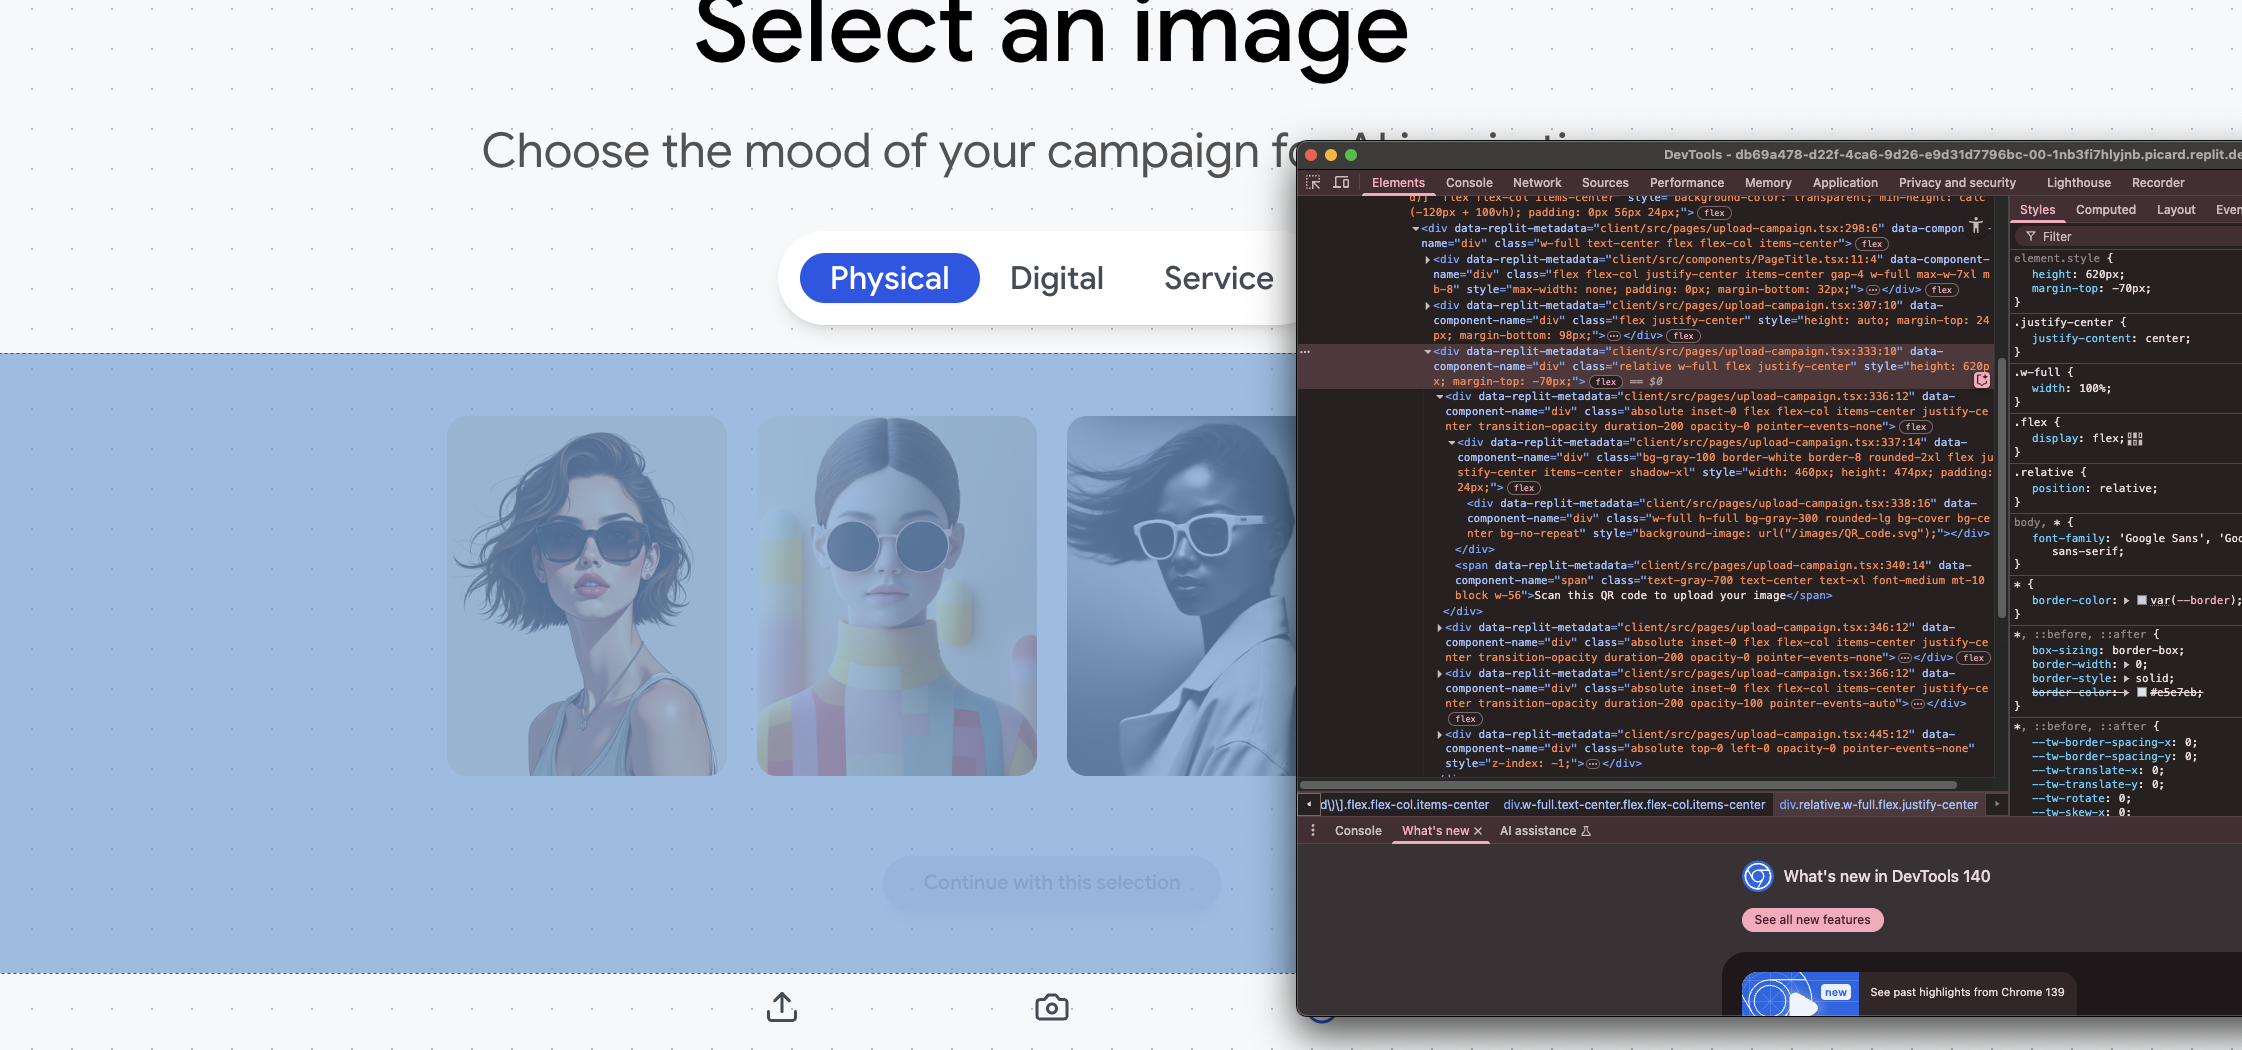 Select an image
Choose the mood of your campaign fo
Physical Digital Service
Continue with this selection
DevTools - db69a478-d22f-4ca6-9d26-e9d31d7796bc-00-1nb3fi7hlyjnb.picard.replit.de
Elements Console Network Sources Performance Memory Application Privacy and security Lighthouse Recorder
d)]" flex flex-col items-center" style="background-color: transparent; min-height: calc
(-120px + 100vh); padding: 0px 56px 24px;"> flex
<div data-replit-metadata="client/src/pages/upload-campaign.tsx:298:6" data-compon
name="div" class="w-full text-center flex flex-col items-center"> flex
<div data-replit-metadata="client/src/components/PageTitle.tsx:11:4" data-component-
name="div" class="flex flex-col justify-center items-center gap-4 w-full max-w-7xl m
b-8" style="max-width: none; padding: 0px; margin-bottom: 32px;">…</div> flex
<div data-replit-metadata="client/src/pages/upload-campaign.tsx:307:10" data-
component-name="div" class="flex justify-center" style="height: auto; margin-top: 24
px; margin-bottom: 98px;">…</div> flex
… <div data-replit-metadata="client/src/pages/upload-campaign.tsx:333:10" data-
component-name="div" class="relative w-full flex justify-center" style="height: 620p
x; margin-top: -70px;"> flex == $0
<div data-replit-metadata="client/src/pages/upload-campaign.tsx:336:12" data-
component-name="div" class="absolute inset-0 flex flex-col items-center justify-ce
nter transition-opacity duration-200 opacity-0 pointer-events-none"> flex
<div data-replit-metadata="client/src/pages/upload-campaign.tsx:337:14" data-
component-name="div" class="bg-gray-100 border-white border-8 rounded-2xl flex ju
stify-center items-center shadow-xl" style="width: 460px; height: 474px; padding:
24px;"> flex
<div data-replit-metadata="client/src/pages/upload-campaign.tsx:338:16" data-
component-name="div" class="w-full h-full bg-gray-300 rounded-lg bg-cover bg-ce
nter bg-no-repeat" style="background-image: url("/images/QR_code.svg");"></div>
</div>
<span data-replit-metadata="client/src/pages/upload-campaign.tsx:340:14" data-
component-name="span" class="text-gray-700 text-center text-xl font-medium mt-10
block w-56">Scan this QR code to upload your image</span>
</div>
<div data-replit-metadata="client/src/pages/upload-campaign.tsx:346:12" data-
component-name="div" class="absolute inset-0 flex flex-col items-center justify-ce
nter transition-opacity duration-200 opacity-0 pointer-events-none">…</div> flex
<div data-replit-metadata="client/src/pages/upload-campaign.tsx:366:12" data-
component-name="div" class="absolute inset-0 flex flex-col items-center justify-ce
nter transition-opacity duration-200 opacity-100 pointer-events-auto">…</div>
flex
<div data-replit-metadata="client/src/pages/upload-campaign.tsx:445:12" data-
component-name="div" class="absolute top-0 left-0 opacity-0 pointer-events-none"
style="z-index: -1;">…</div>
d\)\].flex.flex-col.items-center div.w-full.text-center.flex.flex-col.items-center div.relative.w-full.flex.justify-center
Styles Computed Layout Even
Filter
element.style {
height: 620px;
margin-top: -70px;
}
.justify-center {
justify-content: center;
}
.w-full {
width: 100%;
}
.flex {
display: flex;
}
.relative {
position: relative;
}
body, * {
font-family: 'Google Sans', 'Goo
sans-serif;
}
* {
border-color: var(--border);
}
*, ::before, ::after {
box-sizing: border-box;
border-width: 0;
border-style: solid;
border-color: #e5e7eb;
}
*, ::before, ::after {
--tw-border-spacing-x: 0;
--tw-border-spacing-y: 0;
--tw-translate-x: 0;
--tw-translate-y: 0;
--tw-rotate: 0;
--tw-skew-x: 0;
Console What's new AI assistance
What's new in DevTools 140
See all new features
new See past highlights from Chrome 139